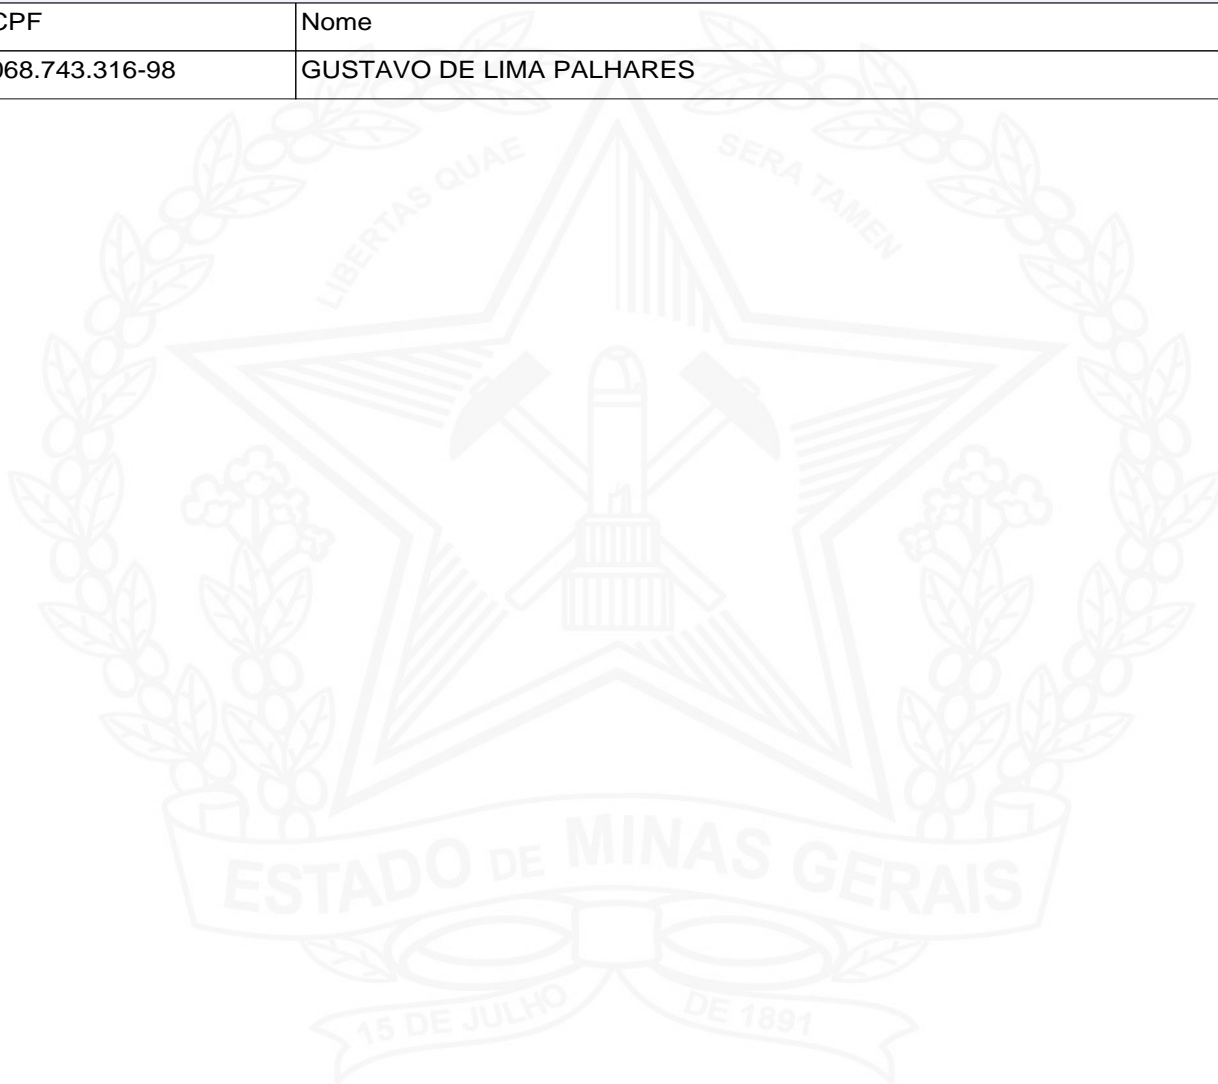 CPF Nome
068.743.316-98 GUSTAVO DE LIMA PALHARES
LIBERTAS QUAE SERA TAMEN
ESTADO DE MINAS GERAIS
15 DE JULHO DE 1891